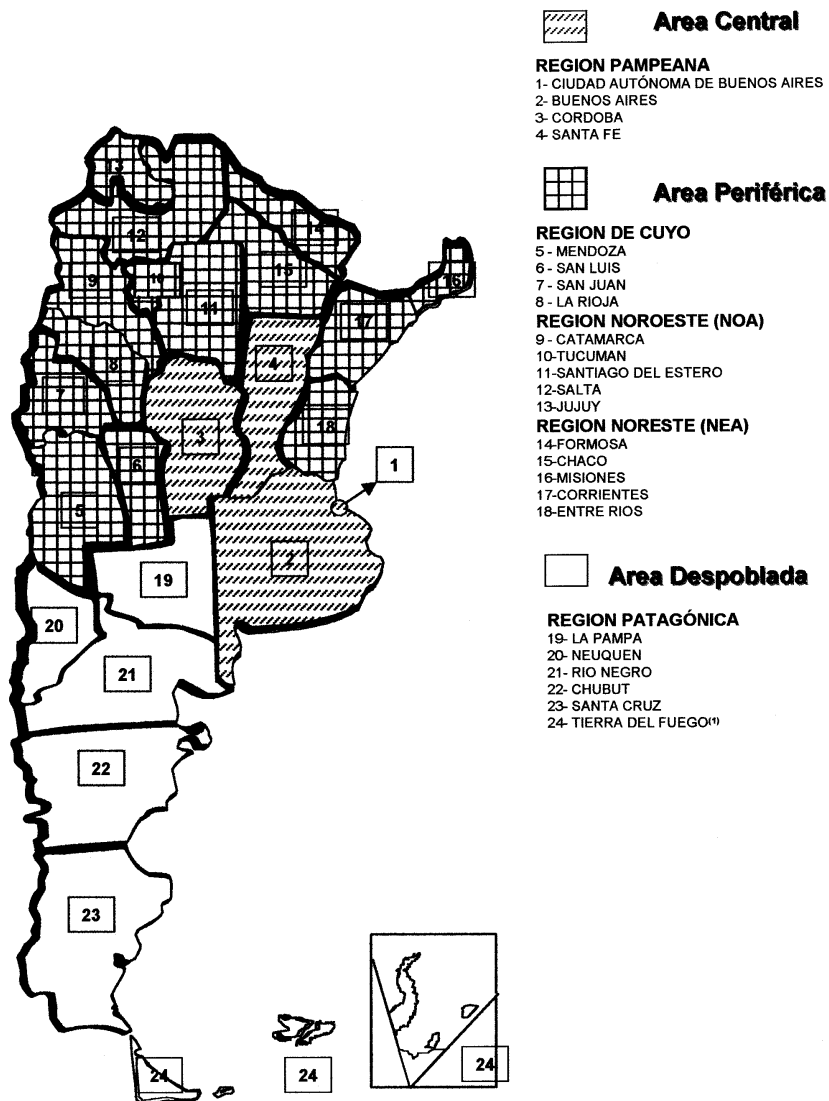 Area Central
REGION PAMPEANA
1- CIUDAD AUTÓNOMA DE BUENOS AIRES
2- BUENOS AIRES
3- CORDOBA
4- SANTA FE
Area Periférica
REGION DE CUYO
5 - MENDOZA
6 - SAN LUIS
7 - SAN JUAN
8 - LA RIOJA
REGION NOROESTE (NOA)
9 - CATAMARCA
10-TUCUMAN
11-SANTIAGO DEL ESTERO
12-SALTA
13-JUJUY
REGION NORESTE (NEA)
14-FORMOSA
15-CHACO
16-MISIONES
17-CORRIENTES
18-ENTRE RIOS
Area Despoblada
REGION PATAGÓNICA
19- LA PAMPA
20- NEUQUEN
21- RIO NEGRO
22- CHUBUT
23- SANTA CRUZ
24- TIERRA DEL FUEGO(1)
13
14
12
15
10
9
16
11
17
4
8
7
18
3
6
1
5
2
19
20
21
22
23
24
24
24